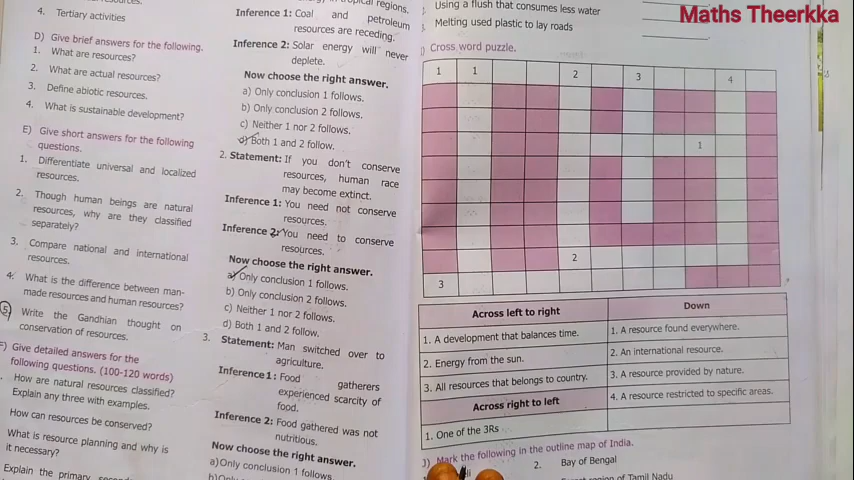 Maths Theerkka
4. Tertiary activities
D) Give brief answers for the following.
1. What are resources?
2. What are actual resources?
3. Define abiotic resources.
4. What is sustainable development?
E) Give short answers for the following
questions.
1. Differentiate universal and localized
resources.
2. Though human beings are natural
resources, why are they classified
separately?
3. Compare national and international
resources.
4. What is the difference between man-
made resources and human resources?
5. Write the Gandhian thought on
conservation of resources.
F) Give detailed answers for the
following questions. (100-120 words)
How are natural resources classified?
Explain any three with examples.
How can resources be conserved?
What is resource planning and why is
it necessary?
Explain the primary
regions.
Inference 1: Coal and petroleum
resources are receding.
Inference 2: Solar energy will never
deplete.
Now choose the right answer.
a) Only conclusion 1 follows.
b) Only conclusion 2 follows.
c) Neither 1 nor 2 follows.
d) Both 1 and 2 follow.
2. Statement: If you don't conserve
resources, human race
may become extinct.
Inference 1: You need not conserve
resources.
Inference 2: You need to conserve
resources.
Now choose the right answer.
a) Only conclusion 1 follows.
b) Only conclusion 2 follows.
c) Neither 1 nor 2 follows.
d) Both 1 and 2 follow.
3. Statement: Man switched over to
agriculture.
Inference 1: Food gatherers
experienced scarcity of
food.
Inference 2: Food gathered was not
nutritious.
Now choose the right answer.
a) Only conclusion 1 follows
Using a flush that consumes less water
Melting used plastic to lay roads
Cross word puzzle.
1 1 2 3 4
1
2
3
Across left to right
Down
1. A development that balances time.
1. A resource found everywhere.
2. Energy from the sun.
2. An international resource.
3. All resources that belongs to country.
3. A resource provided by nature.
Across right to left
4. A resource restricted to specific areas.
1. One of the 3Rs
J) Mark the following in the outline map of India.
2. Bay of Bengal
region of Tamil Nadu